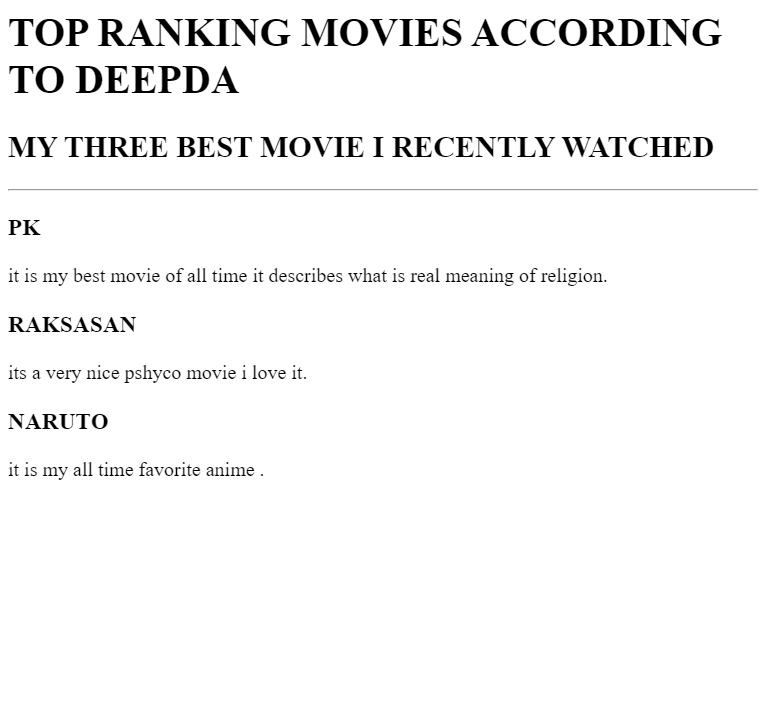 TOP RANKING MOVIES ACCORDING
TO DEEPDA
MY THREE BEST MOVIE I RECENTLY WATCHED
PK
it is my best movie of all time it describes what is real meaning of religion.
RAKSASAN
its a very nice pshyco movie i love it.
NARUTO
it is my all time favorite anime .